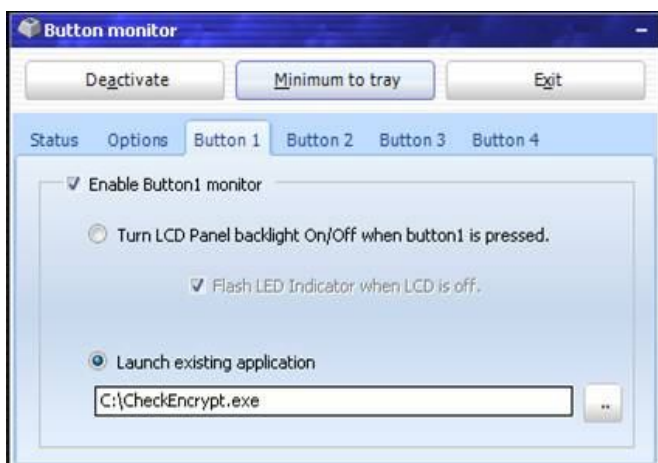 Button monitor
Deactivate Minimum to tray Exit
Status Options Button 1 Button 2 Button 3 Button 4
Enable Button1 monitor
Turn LCD Panel backlight On/Off when button1 is pressed.
Flash LED Indicator when LCD is off.
Launch existing application
C:\CheckEncrypt.exe ..